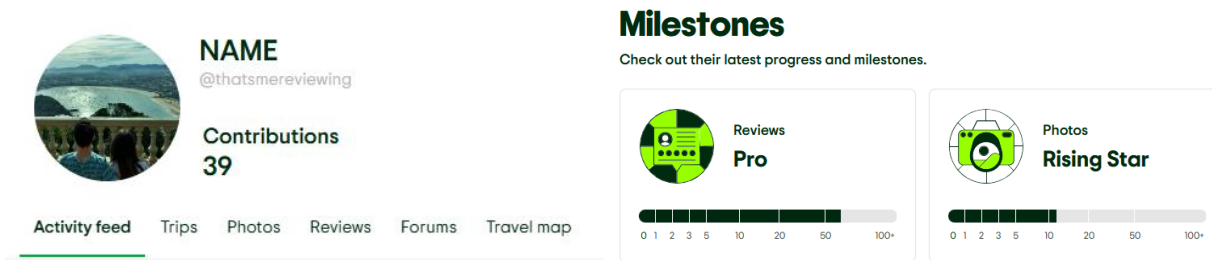 NAME
@thatsmereviewing
Contributions
39
Activity feed Trips Photos Reviews Forums Travel map
Milestones
Check out their latest progress and milestones.
Reviews
Pro
0 1 2 3 5 10 20 50 100+
Photos
Rising Star
0 1 2 3 5 10 20 50 100+